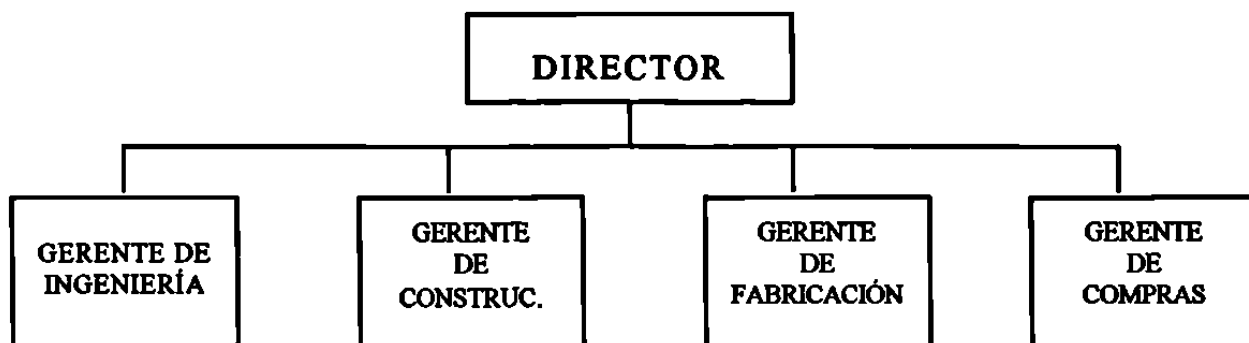 DIRECTOR
GERENTE DE
INGENIERÍA
GERENTE
DE
CONSTRUC.
GERENTE
DE
FABRICACIÓN
GERENTE
DE
COMPRAS